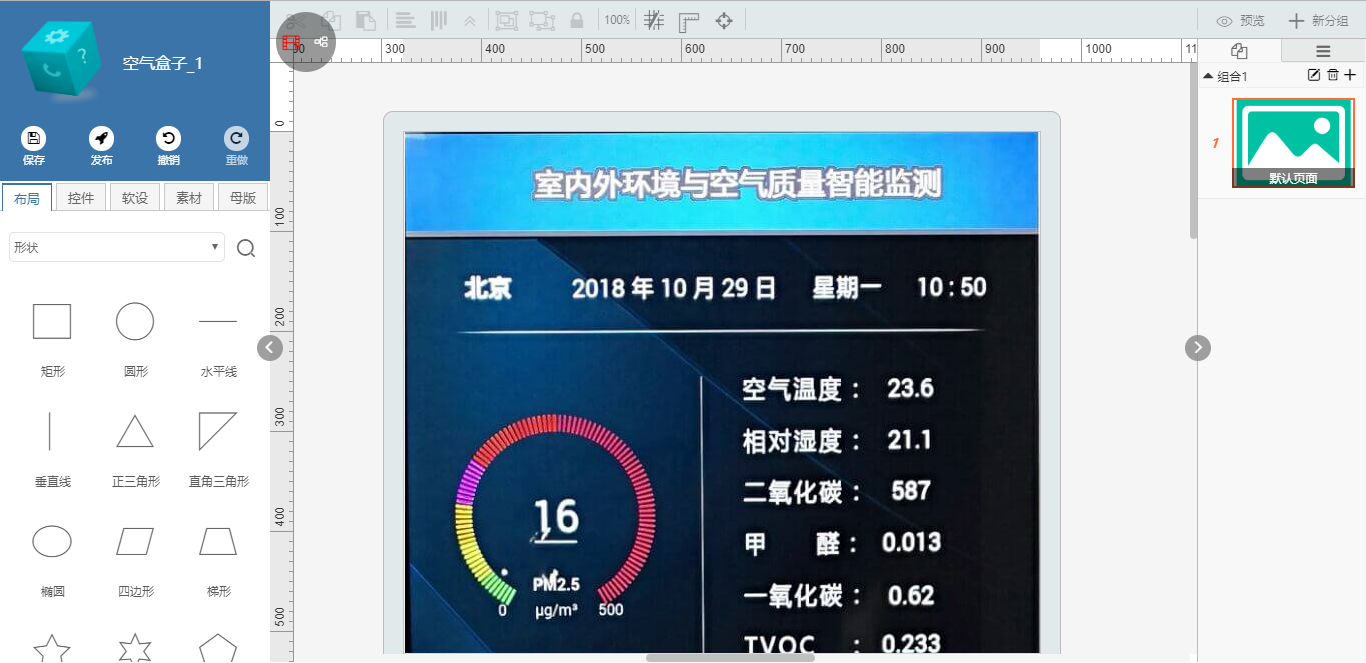 空气盒子_1
保存 发布 撤销 重做
布局 控件 软设 素材 母版
形状
矩形 圆形 水平线
垂直线 正三角形 直角三角形
椭圆 四边形 梯形
100%
预览 新分组
300 400 500 600 700 800 900 1000
0
100
200
300
400
500
室内外环境与空气质量智能监测
北京 2018 年 10 月 29 日 星期一 10 : 50
空气温度： 23.6
相对湿度： 21.1
二氧化碳： 587
甲 醛： 0.013
一氧化碳： 0.62
TVOC : 0.233
16
PM2.5
0 μg/m³ 500
组合1
1
默认页面